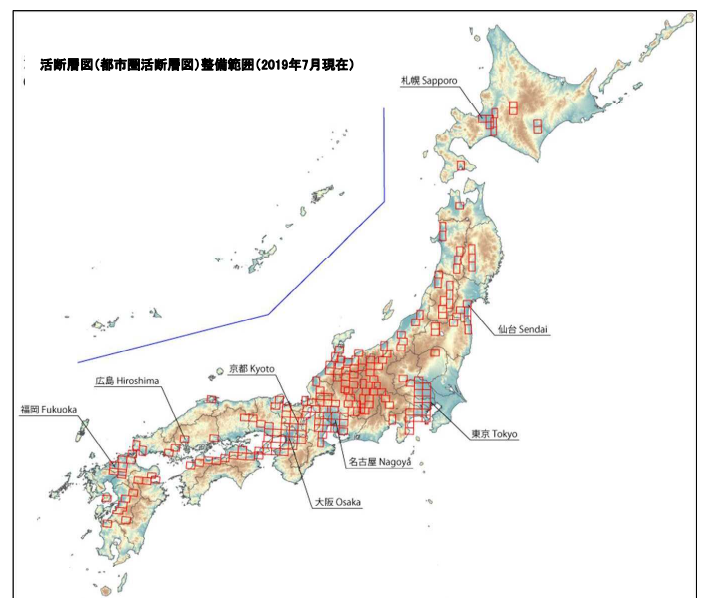 活断層図(都市圏活断層図)整備範囲(2019年7月現在)
札幌 Sapporo
仙台 Sendai
京都 Kyoto
広島 Hiroshima
福岡 Fukuoka
東京 Tokyo
名古屋 Nagoya
大阪 Osaka